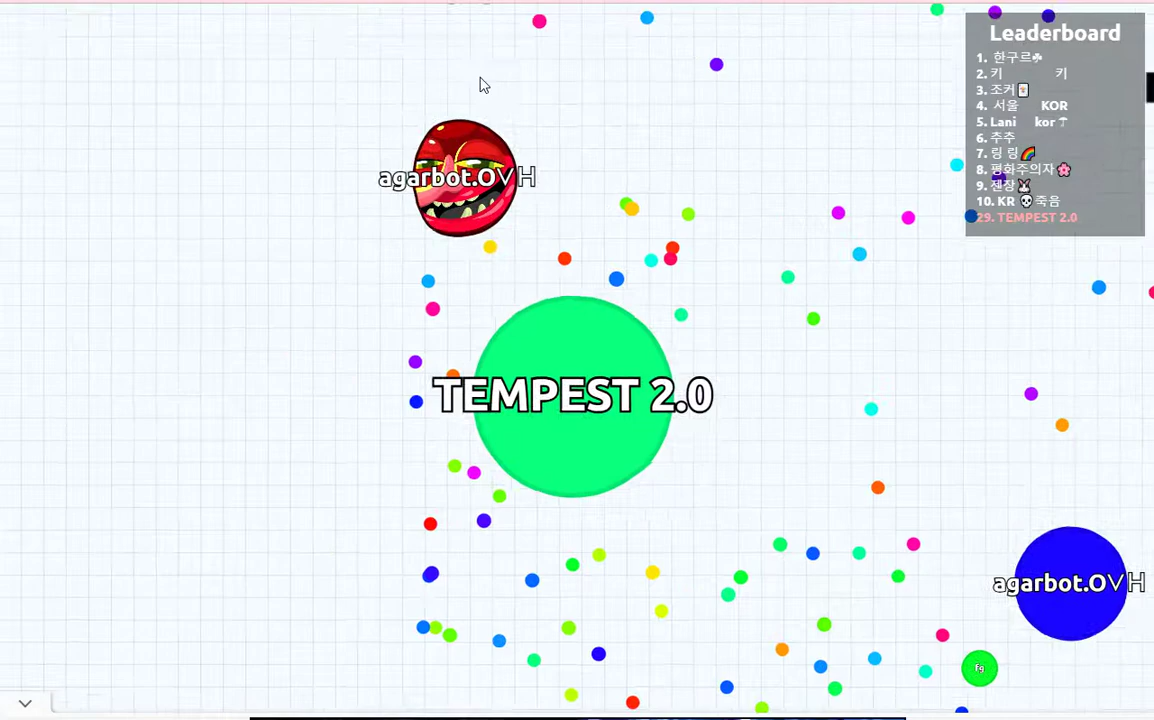 Leaderboard
1. 한구르☘
2. 키 키
3. 조커🃏
4. 서울 KOR
5. Lani kor☂
6. 추추
7. 링 링🌈
8. 평화주의자🌸
9. 젠장🐰
10. KR 💀죽음
29. TEMPEST 2.0
agarbot.OVH
TEMPEST 2.0
agarbot.OVH
fg